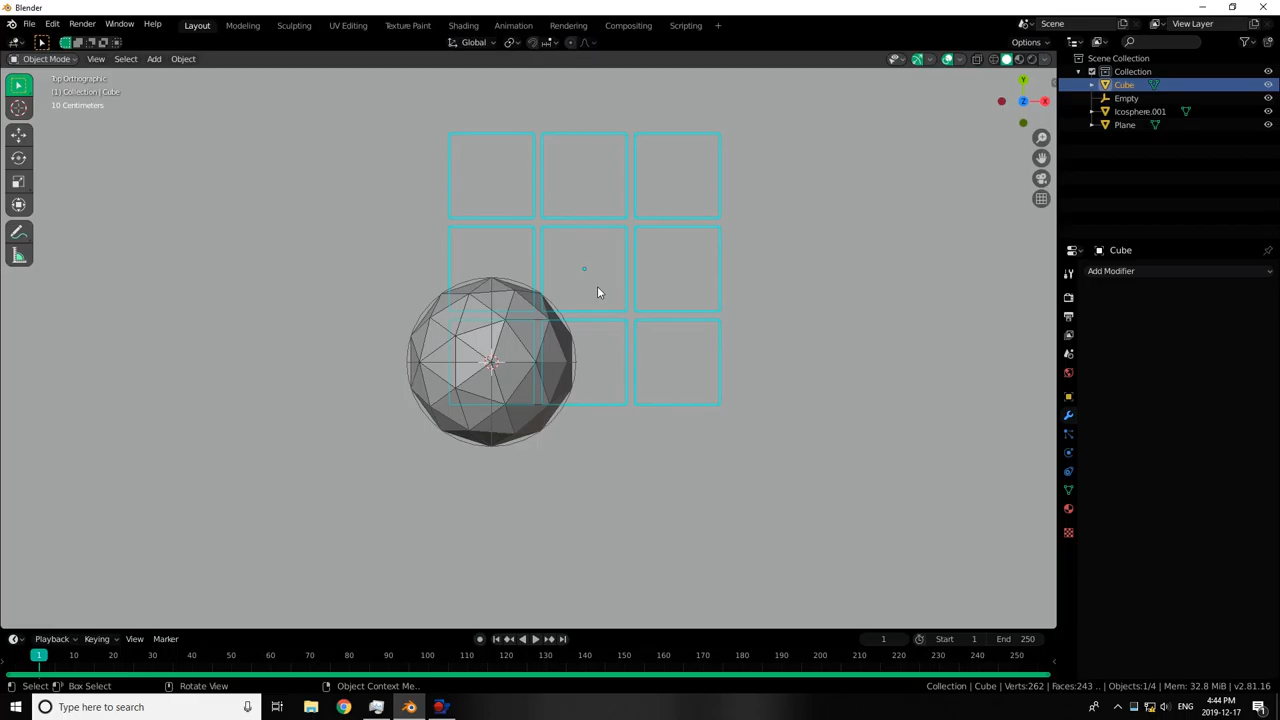 Blender
File Edit Render Window Help Layout Modeling Sculpting UV Editing Texture Paint Shading Animation Rendering Compositing Scripting + Scene View Layer
Global Options
Object Mode View Select Add Object
Scene Collection
Top Orthographic
(1) Collection | Cube
10 Centimeters
Collection
Cube
Empty
Icosphere.001
Plane
Y
Z X
Cube
Add Modifier
Playback Keying View Marker 1 Start 1 End 250
1 10 20 30 40 50 60 70 80 90 100 110 120 130 140 150 160 170 180 190 200 210 220 230 240 250
Select Box Select Rotate View Object Context Me.. Collection | Cube | Verts:262 | Faces:243 .. | Objects:1/4 | Mem: 32.8 MiB | v2.81.16
Type here to search ENG 4:44 PM
2019-12-17